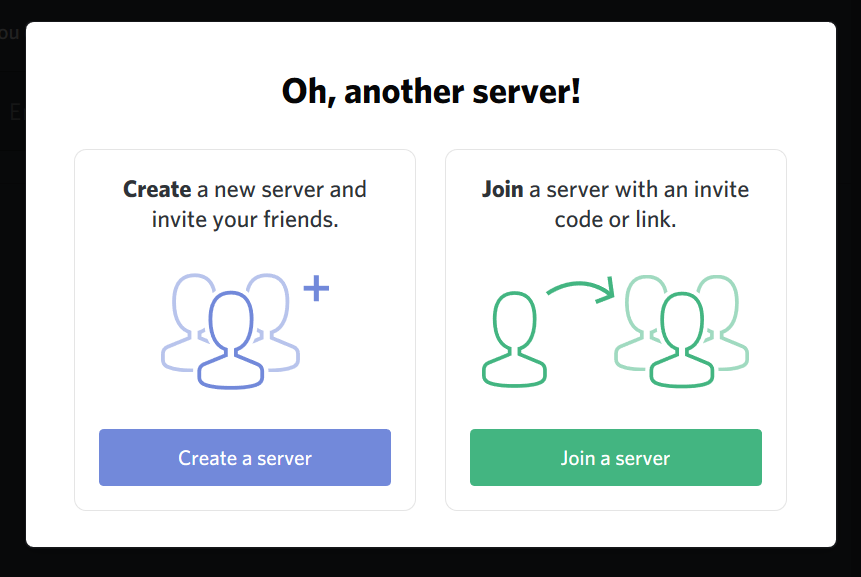 ou
Oh, another server!
E
Create a new server and
invite your friends.
Create a server
Join a server with an invite
code or link.
Join a server